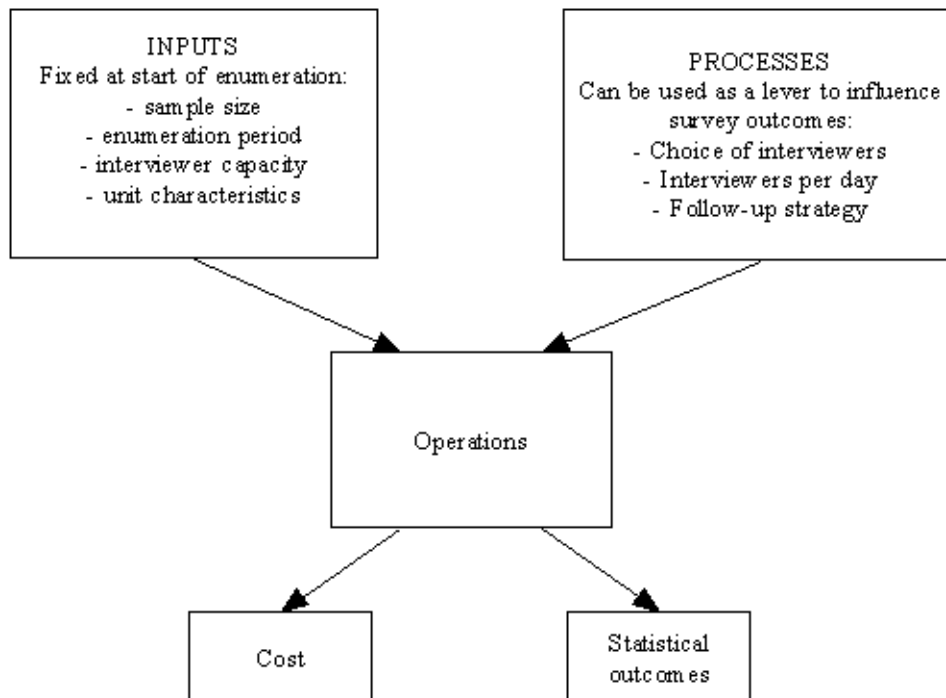 INPUTS
Fixed at start of enumeration:
- sample size
- enumeration period
- interviewer capacity
- unit characteristics
PROCESSES
Can be used as a lever to influence
survey outcomes:
- Choice of interviewers
- Interviewers per day
- Follow-up strategy
Operations
Cost
Statistical
outcomes